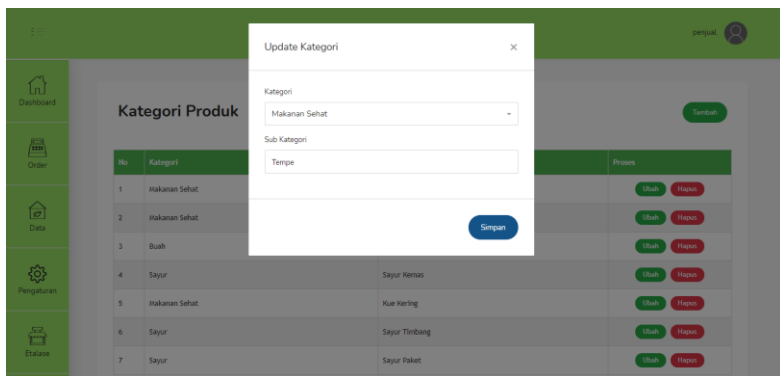 penjual
Update Kategori ×
Kategori
Makanan Sehat
Sub Kategori
Tempe
Simpan
Dashboard
Order
Data
Pengaturan
Etalase
Kategori Produk
Tambah
No Kategori Proses
1 Makanan Sehat Ubah Hapus
2 Makanan Sehat Ubah Hapus
3 Buah Ubah Hapus
4 Sayur Sayur Kemas Ubah Hapus
5 Makanan Sehat Kue Kering Ubah Hapus
6 Sayur Sayur Timbang Ubah Hapus
7 Sayur Sayur Paket Ubah Hapus